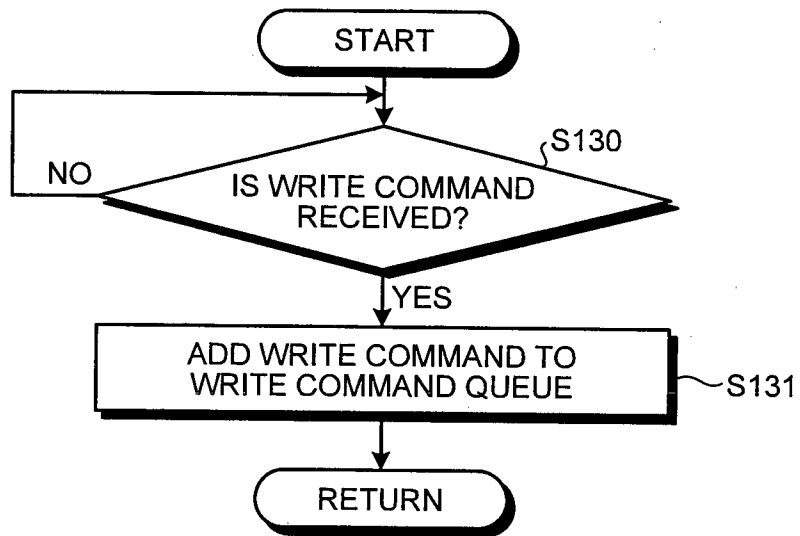 START
S130
NO
IS WRITE COMMAND
RECEIVED?
YES
ADD WRITE COMMAND TO
WRITE COMMAND QUEUE
S131
RETURN